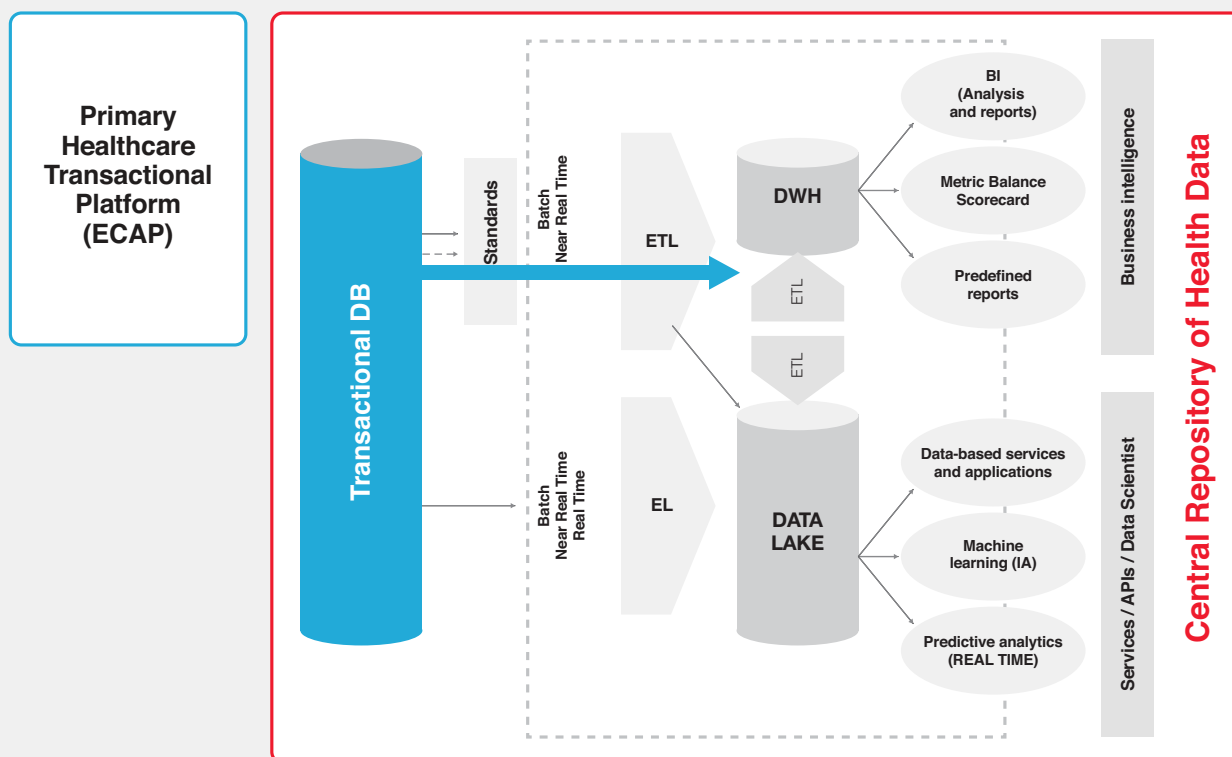 Primary
Healthcare
Transactional
Platform
(ECAP)
Transactional DB
Standards
Batch
Near Real Time
ETL
DWH
ETL
ETL
BI
(Analysis
and reports)
Metric Balance
Scorecard
Predefined
reports
Business intelligence
Batch
Near Real Time
Real Time
EL
DATA
LAKE
Data-based services
and applications
Machine
learning (IA)
Predictive analytics
(REAL TIME)
Services / APIs / Data Scientist
Central Repository of Health Data